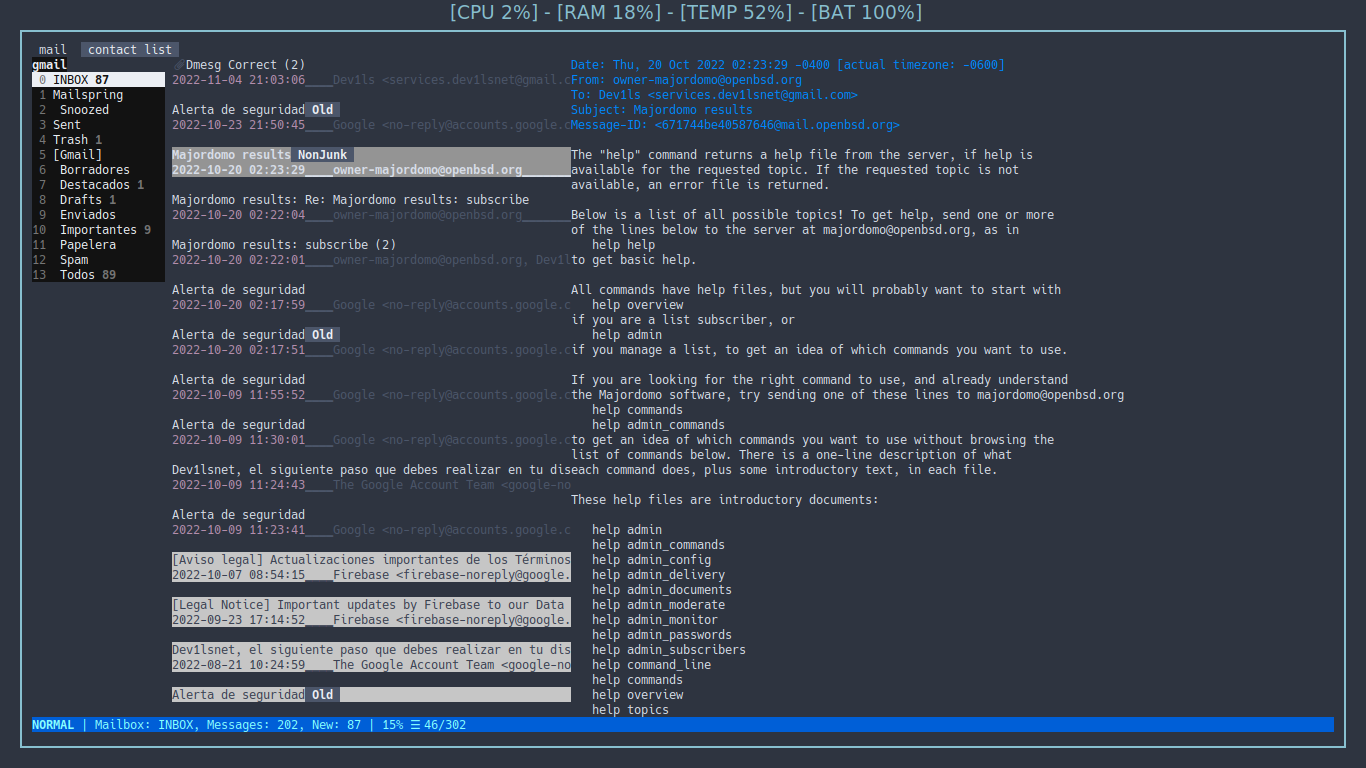 [CPU 2%] - [RAM 18%] - [TEMP 52%] - [BAT 100%]
mail contact list
gmail
0 INBOX 87
1 Mailspring
2 Snoozed
3 Sent
4 Trash 1
5 [Gmail]
6 Borradores
7 Destacados 1
8 Drafts 1
9 Enviados
10 Importantes 9
11 Papelera
12 Spam
13 Todos 89
Dmesg Correct (2)
2022-11-04 21:03:06____Dev1ls <services.dev1lsnet@gmail.c
Alerta de seguridad Old
2022-10-23 21:50:45____Google <no-reply@accounts.google.c
Majordomo results NonJunk
2022-10-20 02:23:29____owner-majordomo@openbsd.org_______
Majordomo results: Re: Majordomo results: subscribe
2022-10-20 02:22:04____owner-majordomo@openbsd.org_______
Majordomo results: subscribe (2)
2022-10-20 02:22:01____owner-majordomo@openbsd.org, Dev1l
Alerta de seguridad
2022-10-20 02:17:59____Google <no-reply@accounts.google.c
Alerta de seguridad Old
2022-10-20 02:17:51____Google <no-reply@accounts.google.c
Alerta de seguridad
2022-10-09 11:55:52____Google <no-reply@accounts.google.c
Alerta de seguridad
2022-10-09 11:30:01____Google <no-reply@accounts.google.c
Dev1lsnet, el siguiente paso que debes realizar en tu dis
2022-10-09 11:24:43____The Google Account Team <google-no
Alerta de seguridad
2022-10-09 11:23:41____Google <no-reply@accounts.google.c
[Aviso legal] Actualizaciones importantes de los Términos
2022-10-07 08:54:15____Firebase <firebase-noreply@google.
[Legal Notice] Important updates by Firebase to our Data
2022-09-23 17:14:52____Firebase <firebase-noreply@google.
Dev1lsnet, el siguiente paso que debes realizar en tu dis
2022-08-21 10:24:59____The Google Account Team <google-no
Alerta de seguridad Old
Date: Thu, 20 Oct 2022 02:23:29 -0400 [actual timezone: -0600]
From: owner-majordomo@openbsd.org
To: Dev1ls <services.dev1lsnet@gmail.com>
Subject: Majordomo results
Message-ID: <671744be40587646@mail.openbsd.org>
The "help" command returns a help file from the server, if help is
available for the requested topic. If the requested topic is not
available, an error file is returned.
Below is a list of all possible topics! To get help, send one or more
of the lines below to the server at majordomo@openbsd.org, as in
help help
to get basic help.
All commands have help files, but you will probably want to start with
help overview
if you are a list subscriber, or
help admin
if you manage a list, to get an idea of which commands you want to use.
If you are looking for the right command to use, and already understand
the Majordomo software, try sending one of these lines to majordomo@openbsd.org
help commands
help admin_commands
to get an idea of which commands you want to use without browsing the
list of commands below. There is a one-line description of what
each command does, plus some introductory text, in each file.
These help files are introductory documents:
help admin
help admin_commands
help admin_config
help admin_delivery
help admin_documents
help admin_moderate
help admin_monitor
help admin_passwords
help admin_subscribers
help command_line
help commands
help overview
help topics
NORMAL | Mailbox: INBOX, Messages: 202, New: 87 | 15% ☰ 46/302